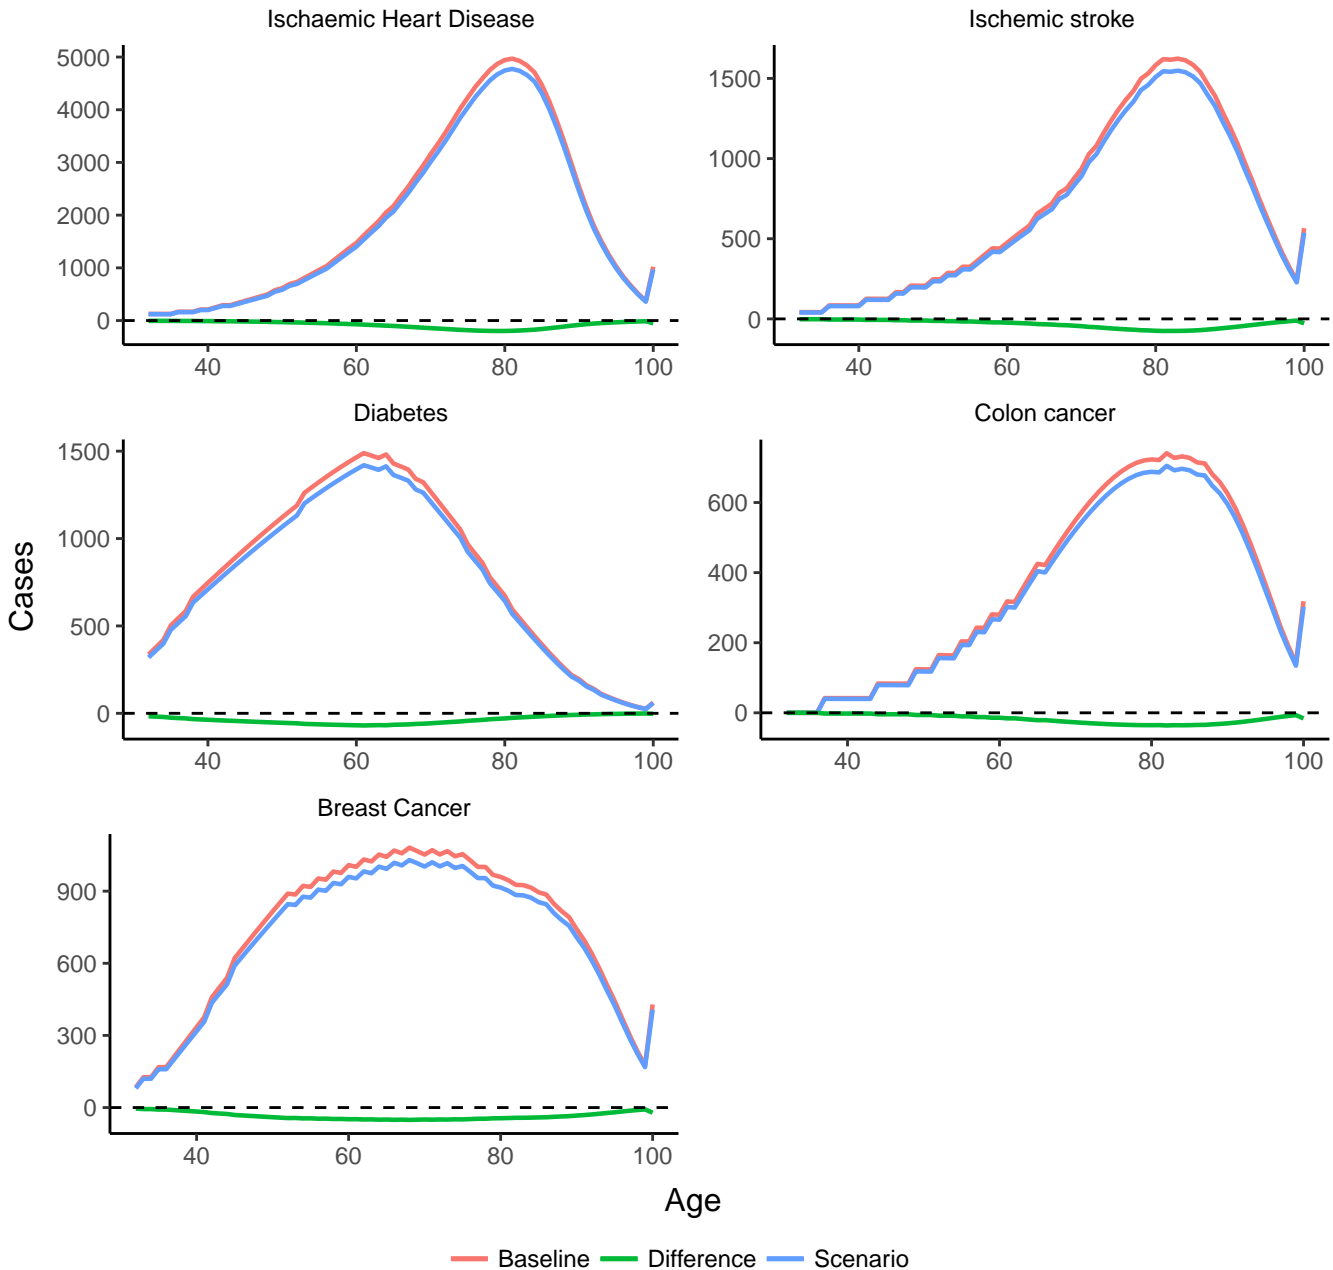 Ischaemic Heart Disease
5000
4000
3000
2000
1000
0
40 60 80 100
Ischemic stroke
1500
1000
500
0
40 60 80 100
Diabetes
1500
1000
500
0
40 60 80 100
Colon cancer
600
400
200
0
40 60 80 100
Breast Cancer
900
600
300
0
40 60 80 100
Cases
Age
Baseline Difference Scenario